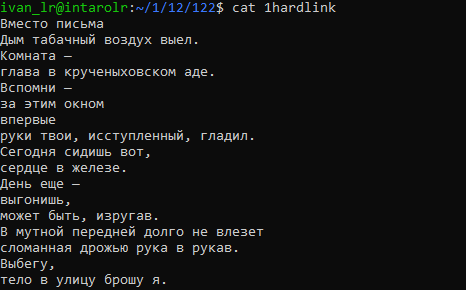 ivan_lr@intarolr:~/1/12/122$ cat 1hardlink
Вместо письма
Дым табачный воздух выел.
Комната —
глава в крученыховском аде.
Вспомни —
за этим окном
впервые
руки твои, исступленный, гладил.
Сегодня сидишь вот,
сердце в железе.
День еще —
выгонишь,
может быть, изругав.
В мутной передней долго не влезет
сломанная дрожью рука в рукав.
Выбегу,
тело в улицу брошу я.